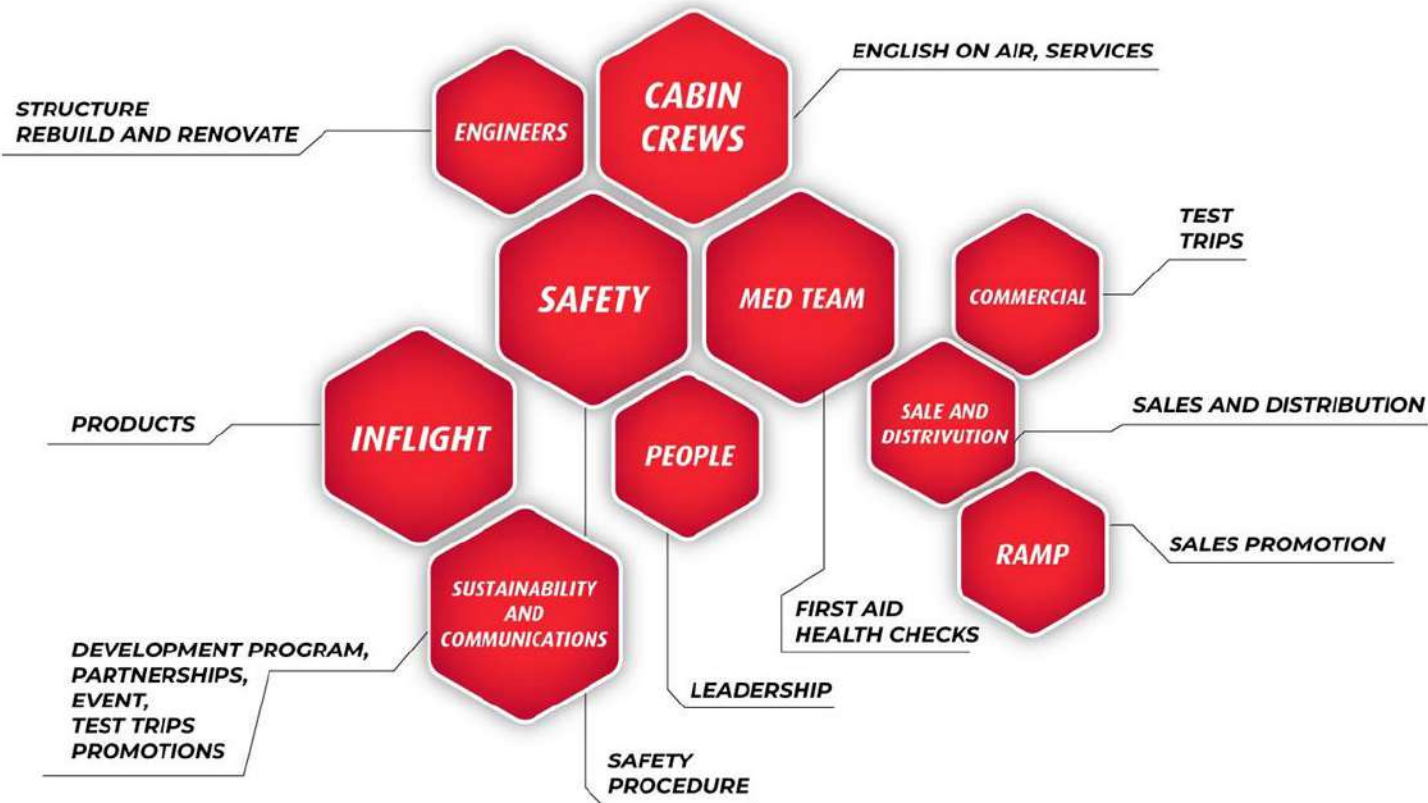 ENGLISH ON AIR, SERVICES
CABIN
CREWS
STRUCTURE
REBUILD AND RENOVATE
ENGINEERS
TEST
TRIPS
SAFETY
MED TEAM
COMMERCIAL
SALES AND DISTRIBUTION
SALE AND
DISTRIVUTION
PRODUCTS
INFLIGHT
PEOPLE
RAMP
SALES PROMOTION
SUSTAINABILITY
AND
COMMUNICATIONS
FIRST AID
HEALTH CHECKS
DEVELOPMENT PROGRAM,
PARTNERSHIPS,
EVENT,
TEST TRIPS
PROMOTIONS
LEADERSHIP
SAFETY
PROCEDURE